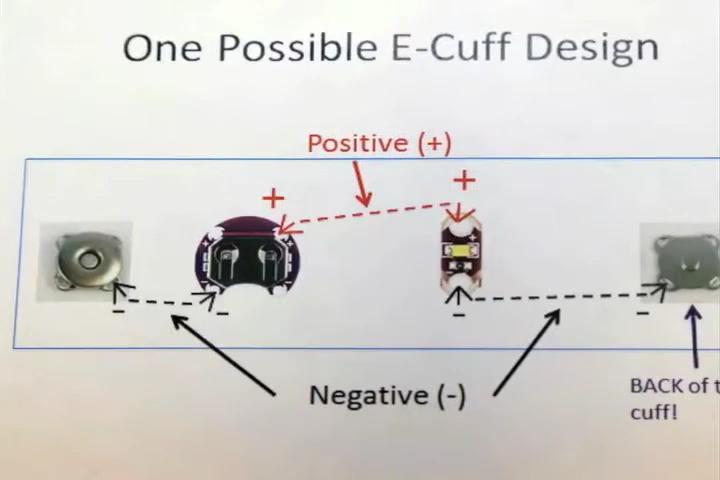 One Possible E-Cuff Design
Positive (+)
+
+
-
-
-
-
Negative (-)
BACK of t
cuff!